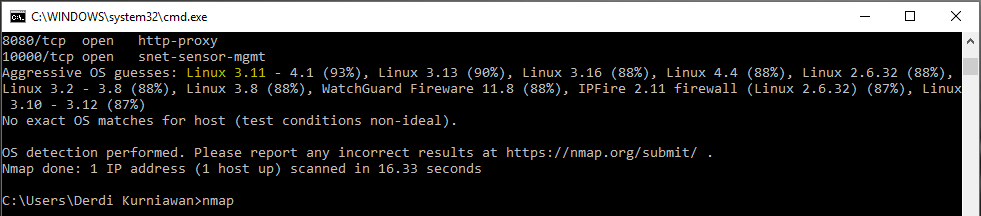 C:\WINDOWS\system32\cmd.exe
8080/tcp  open   http-proxy
10000/tcp open   snet-sensor-mgmt
Aggressive OS guesses: Linux 3.11 - 4.1 (93%), Linux 3.13 (90%), Linux 3.16 (88%), Linux 4.4 (88%), Linux 2.6.32 (88%),
Linux 3.2 - 3.8 (88%), Linux 3.8 (88%), WatchGuard Fireware 11.8 (88%), IPFire 2.11 firewall (Linux 2.6.32) (87%), Linux
 3.10 - 3.12 (87%)
No exact OS matches for host (test conditions non-ideal).
OS detection performed. Please report any incorrect results at https://nmap.org/submit/ .
Nmap done: 1 IP address (1 host up) scanned in 16.33 seconds
C:\Users\Derdi Kurniawan>nmap